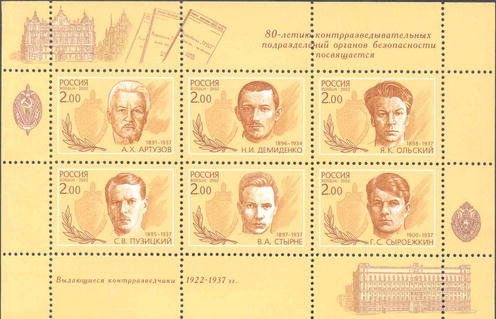 80-летию контрразведывательных
подразделений органов безопасности
посвящается
РОССИЯ
ROSSIJA · 2002
2.00
1891-1937
А.Х. АРТУЗОВ
РОССИЯ
ROSSIJA · 2002
2.00
1896-1934
Н.И. ДЕМИДЕНКО
РОССИЯ
ROSSIJA · 2002
2.00
1898-1937
Я.К. ОЛЬСКИЙ
РОССИЯ
ROSSIJA · 2002
2.00
1895-1937
С.В. ПУЗИЦКИЙ
РОССИЯ
ROSSIJA · 2002
2.00
1897-1937
В.А. СТЫРНЕ
РОССИЯ
ROSSIJA · 2002
2.00
1900-1937
Г.С. СЫРОЕЖКИН
Выдающиеся контрразведчики 1922-1937 гг.